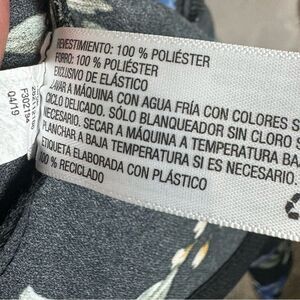 REVESTIMIENTO: 100 % POLIÉSTER
FORRO: 100 % POLIÉSTER
EXCLUSIVO DE ELÁSTICO
LAVAR A MÁQUINA CON AGUA FRÍA CON COLORES S
CICLO DELICADO. SÓLO BLANQUEADOR SIN CLORO S
NECESARIO. SECAR A MÁQUINA A TEMPERATURA BA
PLANCHAR A BAJA TEMPERATURA SI ES NECESARIO
ETIQUETA ELABORADA CON PLÁSTICO
100 % RECICLADO
04/19